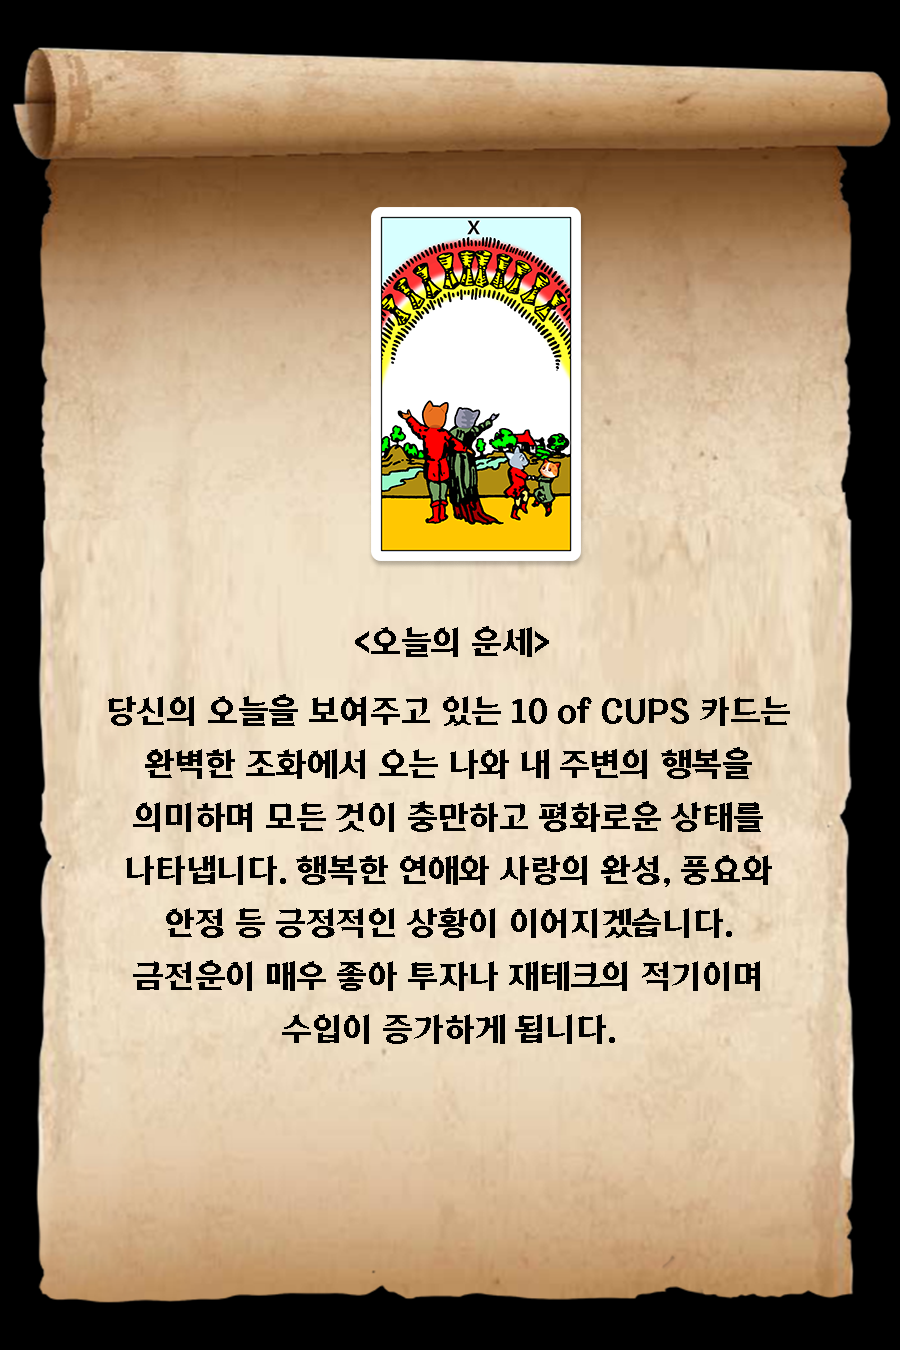 X
<오늘의 운세>
당신의 오늘을 보여주고 있는 10 of CUPS 카드는
완벽한 조화에서 오는 나와 내 주변의 행복을
의미하며 모든 것이 충만하고 평화로운 상태를
나타냅니다. 행복한 연애와 사랑의 완성, 풍요와
안정 등 긍정적인 상황이 이어지겠습니다.
금전운이 매우 좋아 투자나 재테크의 적기이며
수입이 증가하게 됩니다.